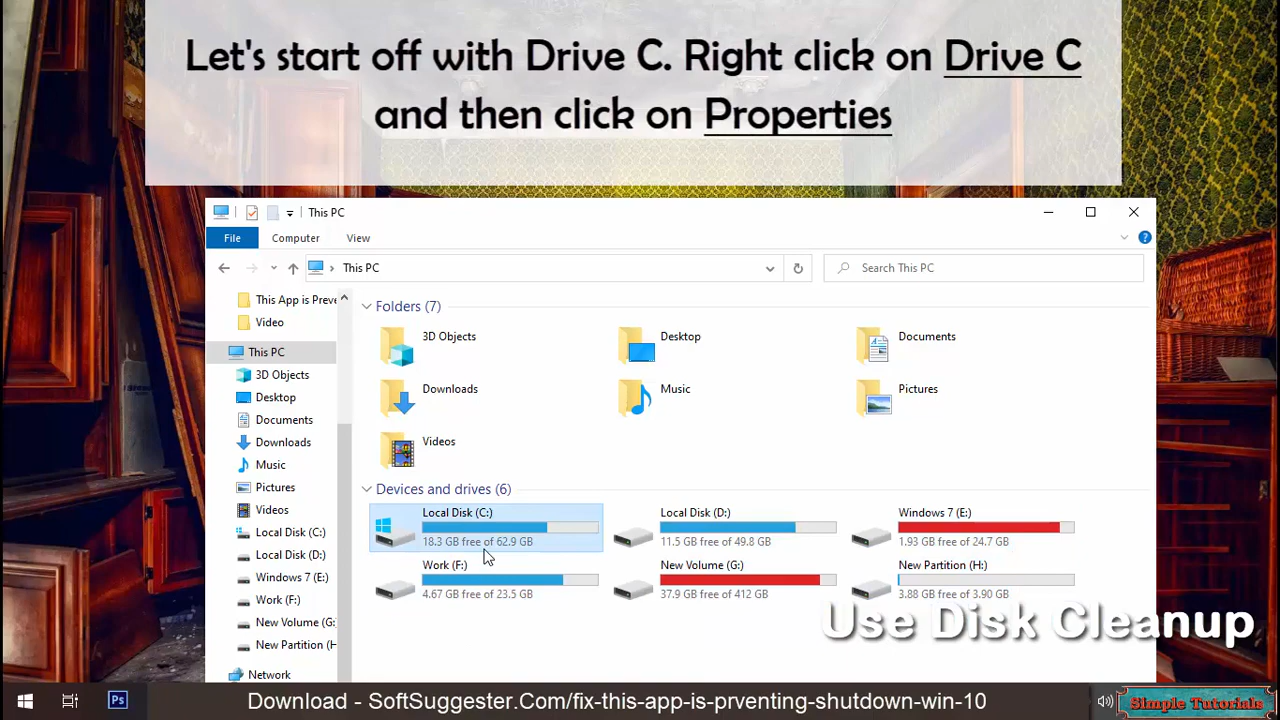 Let's start off with Drive C. Right click on Drive C
and then click on Properties
This PC
File
Computer
View
This PC
Search This PC
This App is Preve
Video
This PC
3D Objects
Desktop
Documents
Downloads
Music
Pictures
Videos
Local Disk (C:)
Local Disk (D:)
Windows 7 (E:)
Work (F:)
New Volume (G:
New Partition (H
Network
Folders (7)
3D Objects
Desktop
Documents
Downloads
Music
Pictures
Videos
Devices and drives (6)
Local Disk (C:)
18.3 GB free of 62.9 GB
Local Disk (D:)
11.5 GB free of 49.8 GB
Windows 7 (E:)
1.93 GB free of 24.7 GB
Work (F:)
4.67 GB free of 23.5 GB
New Volume (G:)
37.9 GB free of 412 GB
New Partition (H:)
3.88 GB free of 3.90 GB
Use Disk Cleanup
Ps
Download - SoftSuggester.Com/fix-this-app-is-prventing-shutdown-win-10
Simple Tutorials